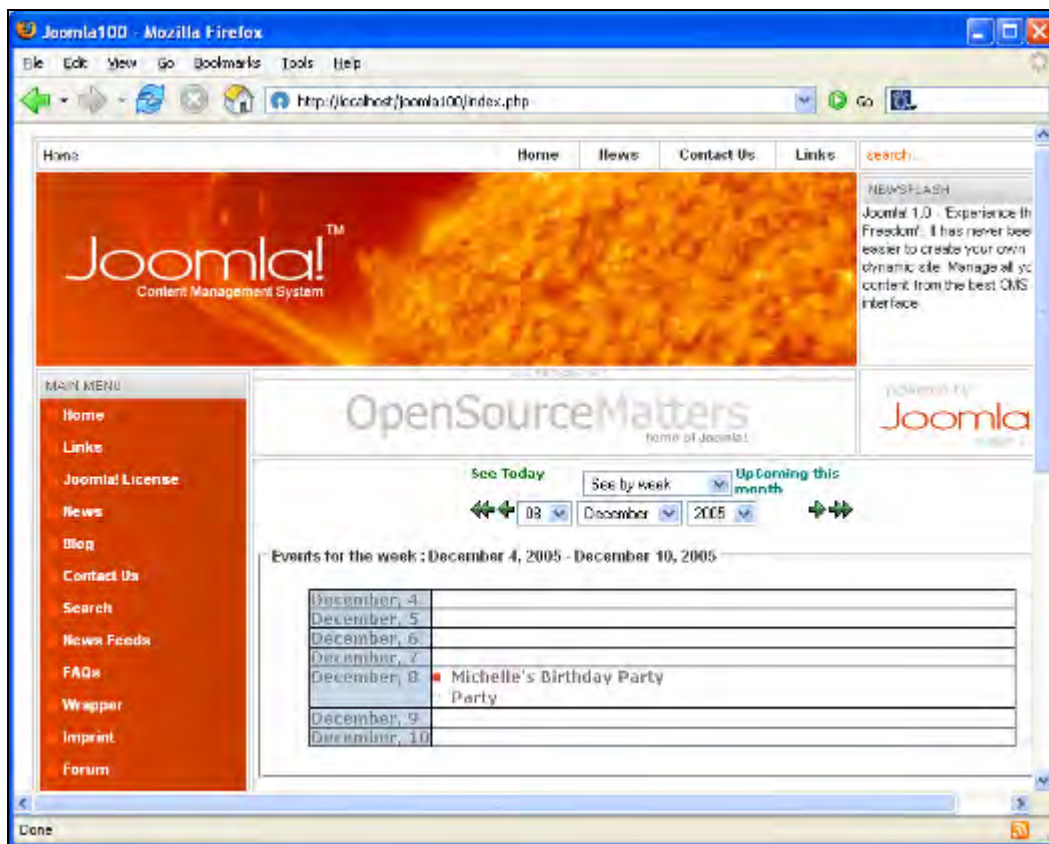 Joomla100 - Mozilla Firefox
File Edit View Go Bookmarks Tools Help
http://localhost/joomla100/index.php Go
Home Home News Contact Us Links search...
NEWSFLASH
Joomla! 1.0 - 'Experience th
Freedom'. It has never bee
easier to create your own
dynamic site. Manage all yo
content from the best CMS
interface
Joomla!™
Content Management System
MAIN MENU
Home
Links
Joomla! License
News
Blog
Contact Us
Search
News Feeds
FAQs
Wrapper
Imprint
Forum
OpenSourceMatters
home of Joomla!
powered by
Joomla
See Today See by week UpComing this
month
08 December 2005
Events for the week : December 4, 2005 - December 10, 2005
December, 4
December, 5
December, 6
December, 7
December, 8 Michelle's Birthday Party
Party
December, 9
December, 10
Done